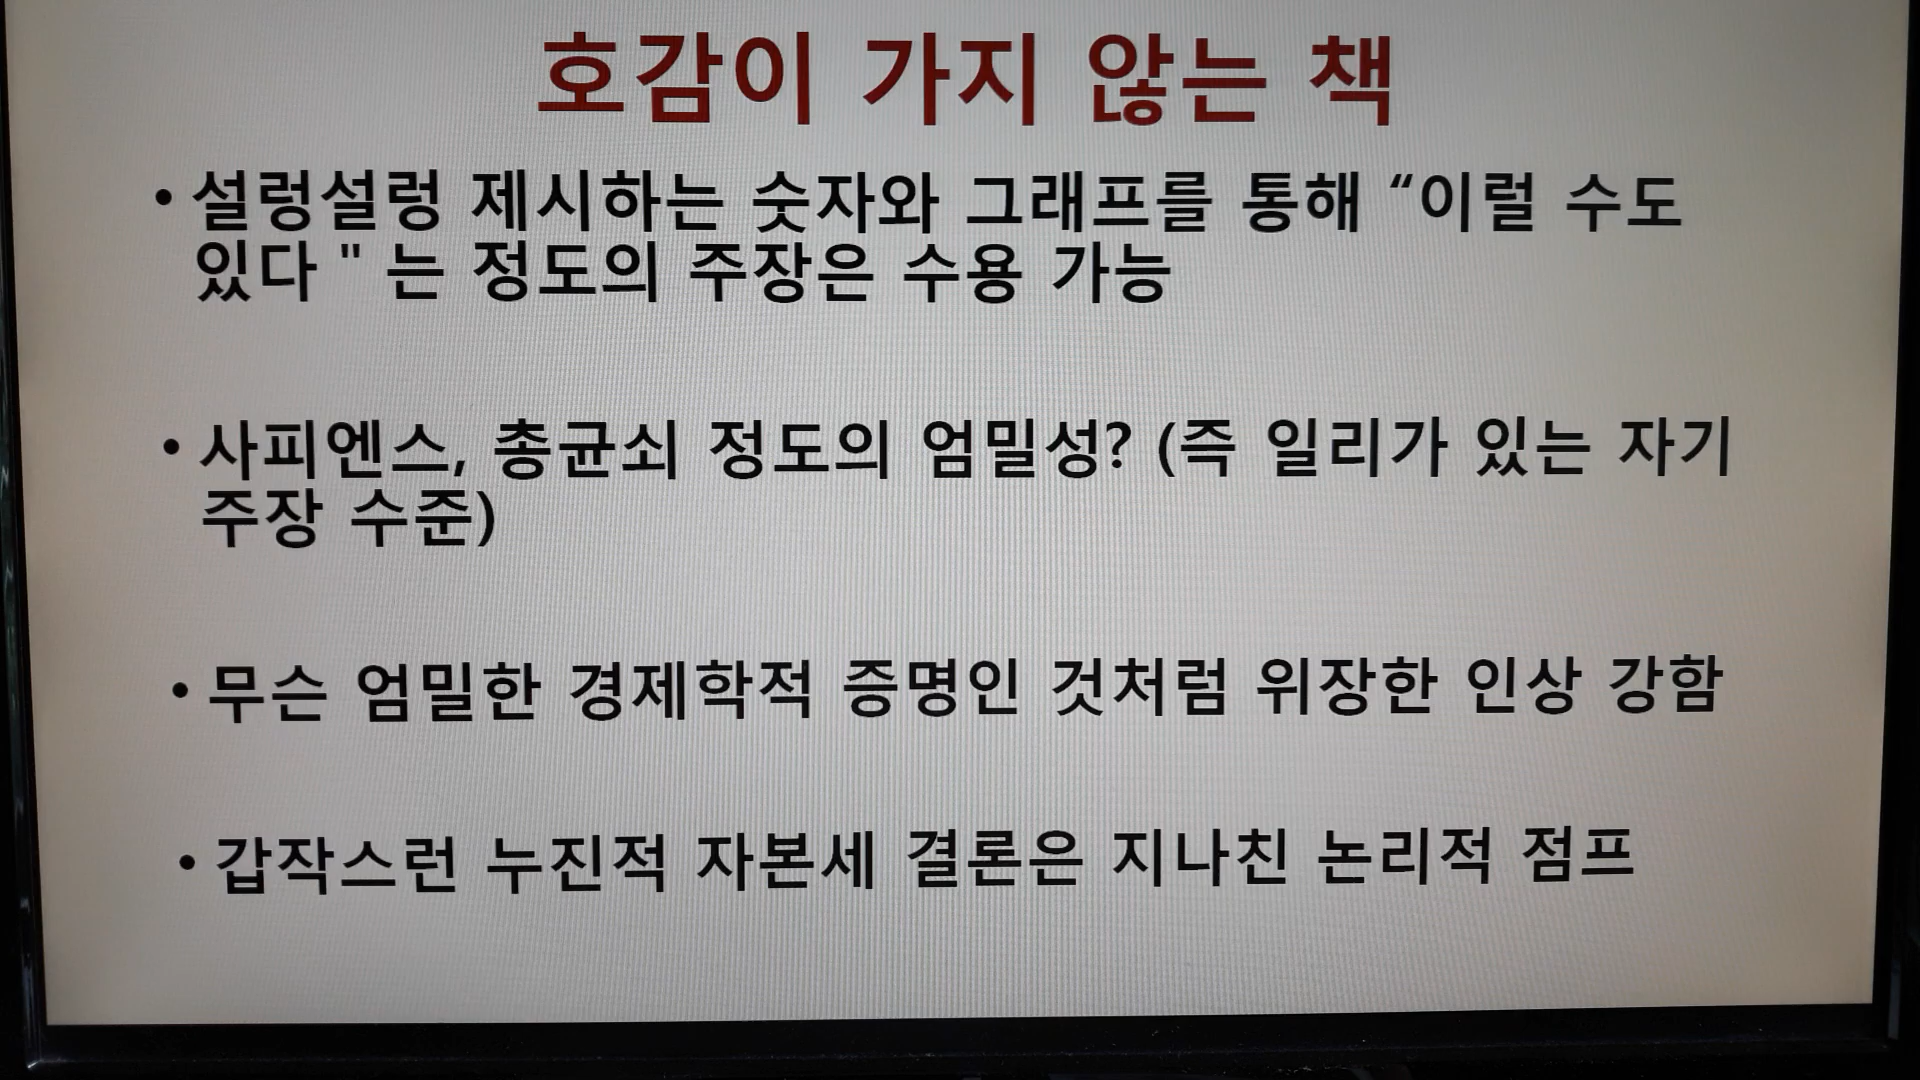 호감이 가지 않는 책
• 설렁설렁 제시하는 숫자와 그래프를 통해 “이럴 수도
있다 " 는 정도의 주장은 수용 가능
• 사피엔스, 총균쇠 정도의 엄밀성? (즉 일리가 있는 자기
주장 수준)
• 무슨 엄밀한 경제학적 증명인 것처럼 위장한 인상 강함
• 갑작스런 누진적 자본세 결론은 지나친 논리적 점프